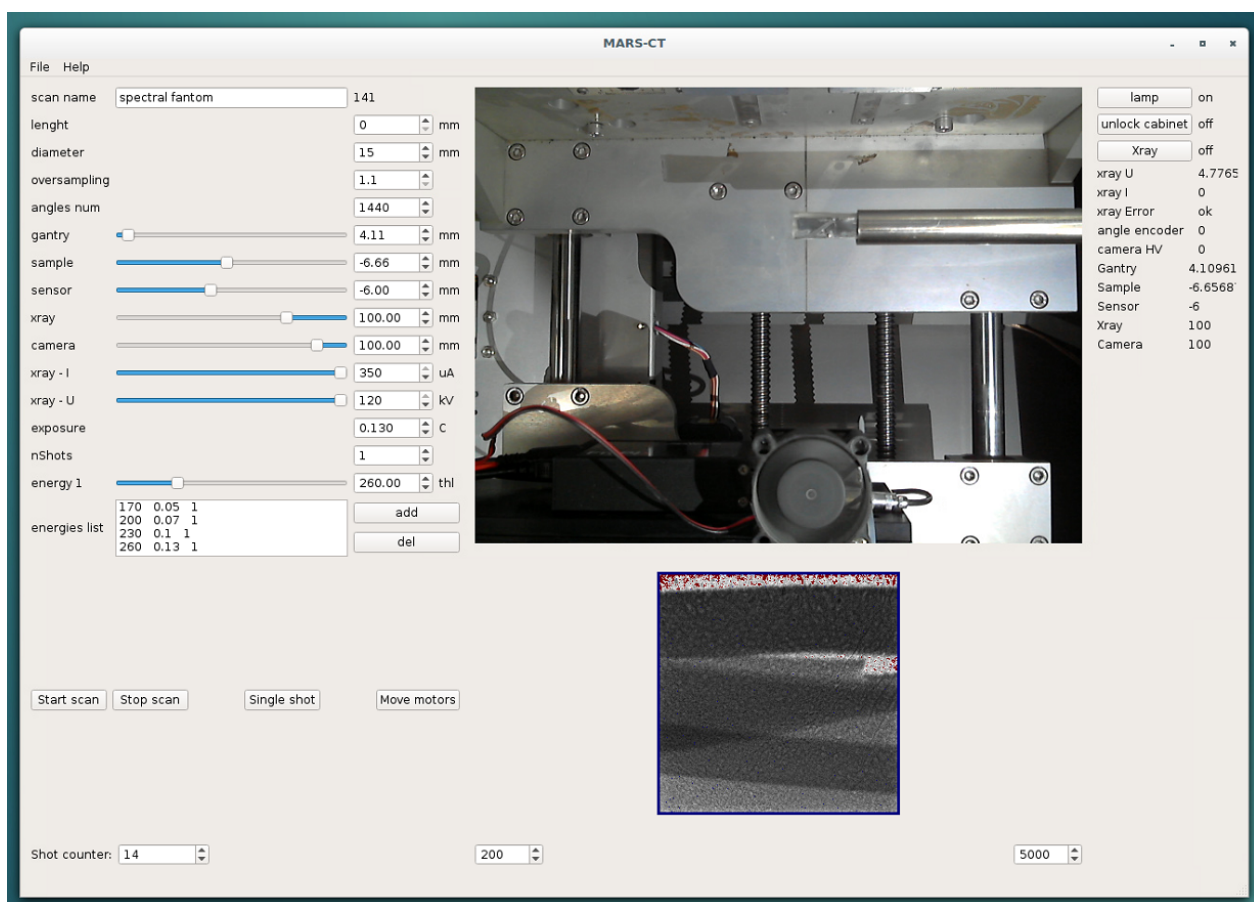 MARS-CT
File Help
scan name spectral fantom 141
lenght 0 mm
diameter 15 mm
oversampling 1.1
angles num 1440
gantry 4.11 mm
sample -6.66 mm
sensor -6.00 mm
xray 100.00 mm
camera 100.00 mm
xray - I 350 uA
xray - U 120 kV
exposure 0.130 C
nShots 1
energy 1 260.00 thl
energies list
170 0.05 1
200 0.07 1
230 0.1 1
260 0.13 1
add
del
Start scan Stop scan Single shot Move motors
Shot counter: 14 200 5000
lamp on
unlock cabinet off
Xray off
xray U 4.7765
xray I 0
xray Error ok
angle encoder 0
camera HV 0
Gantry 4.10961
Sample -6.6568
Sensor -6
Xray 100
Camera 100